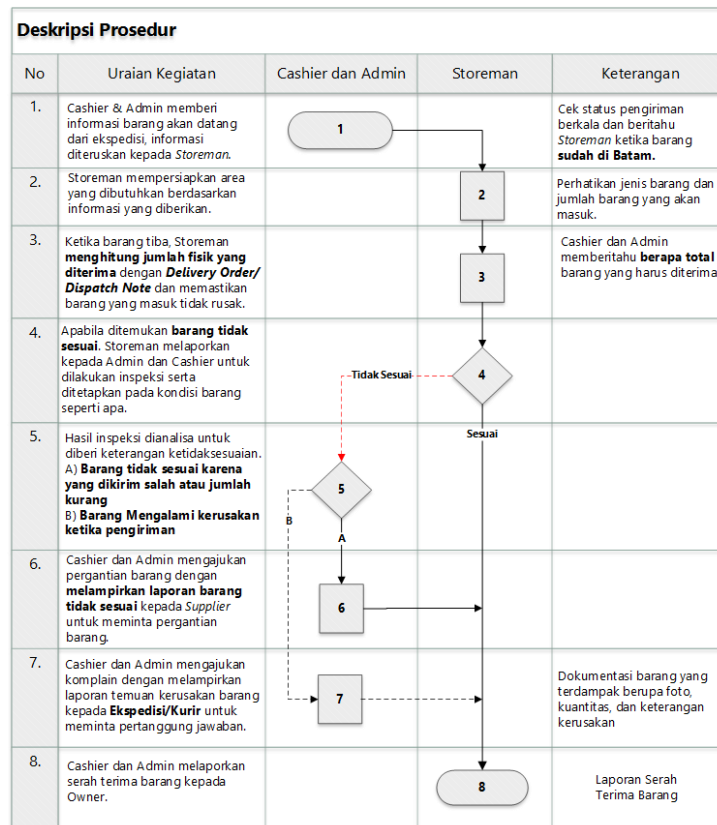 Deskripsi Prosedur
No
Uraian Kegiatan
Cashier dan Admin
Storeman
Keterangan
1.
Cashier & Admin memberi
informasi barang akan datang
dari ekspedisi, informasi
diteruskan kepada Storeman.
1
Cek status pengiriman
berkala dan beritahu
Storeman ketika barang
sudah di Batam.
2.
Storeman mempersiapkan area
yang dibutuhkan berdasarkan
informasi yang diberikan.
2
Perhatikan jenis barang dan
jumlah barang yang akan
masuk.
3.
Ketika barang tiba, Storeman
menghitung jumlah fisik yang
diterima dengan Delivery Order/
Dispatch Note dan memastikan
barang yang masuk tidak rusak.
3
Cashier dan Admin
memberitahu berapa total
barang yang harus diterima
4.
Apabila ditemukan barang tidak
sesuai. Storeman melaporkan
kepada Admin dan Cashier untuk
dilakukan inspeksi serta
ditetapkan pada kondisi barang
seperti apa.
Tidak Sesuai
4
Sesuai
5.
Hasil inspeksi dianalisa untuk
diberi keterangan ketidaksesuaian.
A) Barang tidak sesuai karena
yang dikirim salah atau jumlah
kurang
B) Barang Mengalami kerusakan
ketika pengiriman
5
B
A
6.
Cashier dan Admin mengajukan
pergantian barang dengan
melampirkan laporan barang
tidak sesuai kepada Supplier
untuk meminta pergantian
barang.
6
7.
Cashier dan Admin mengajukan
komplain dengan melampirkan
laporan temuan kerusakan barang
kepada Ekspedisi/Kurir untuk
meminta pertanggung jawaban.
7
Dokumentasi barang yang
terdampak berupa foto,
kuantitas, dan keterangan
kerusakan
8.
Cashier dan Admin melaporkan
serah terima barang kepada
Owner.
8
Laporan Serah
Terima Barang